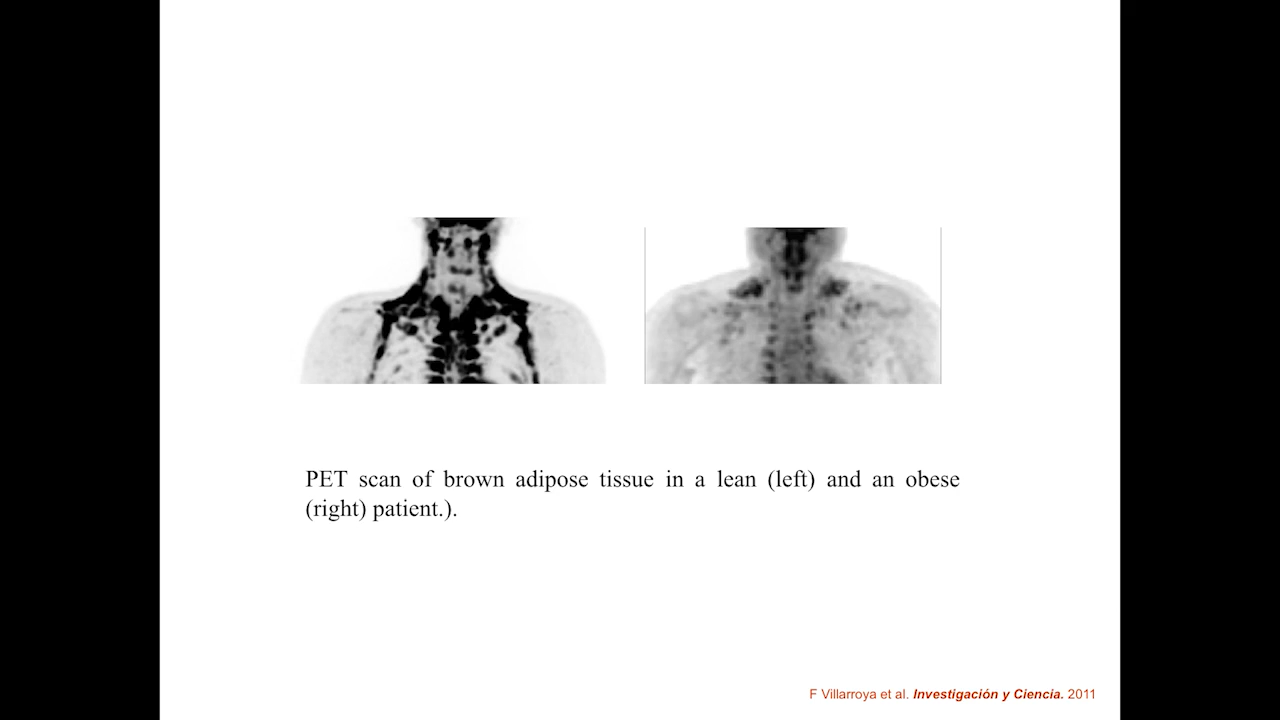 PET scan of brown adipose tissue in a lean (left) and an obese
(right) patient.).
F Villarroya et al. Investigación y Ciencia. 2011